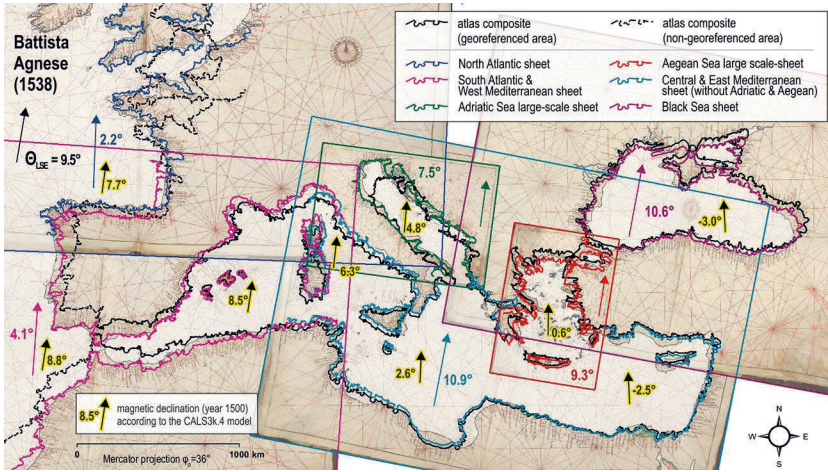 Battista
Agnese
(1538)
Θ LSE = 9.5°
2.2°
7.7°
atlas composite
(georeferenced area)
atlas composite
(non-georeferenced area)
North Atlantic sheet
South Atlantic &
West Mediterranean sheet
Adriatic Sea large-scale sheet
Aegean Sea large scale-sheet
Central & East Mediterranean
sheet (without Adriatic & Aegean)
Black Sea sheet
7.5°
4.8°
10.6°
-3.0°
6.3°
8.5°
4.1°
8.8°
0.6°
2.6°
10.9°
9.3°
-2.5°
8.5°
magnetic declination (year 1500)
according to the CALS3k.4 model
0
1000 km
Mercator projection φ₀=36°
N
W
E
S